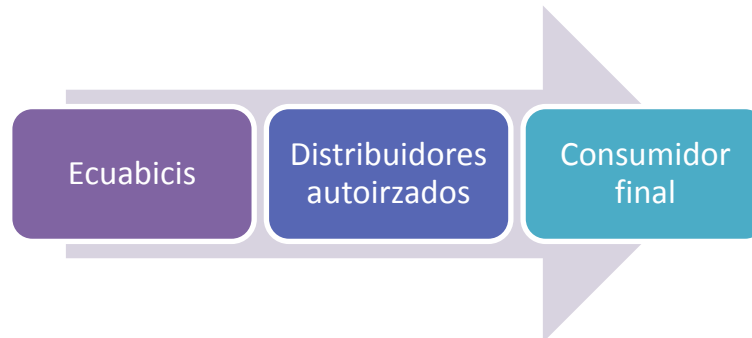 Ecuabicis
Distribuidores
autoirzados
Consumidor
final